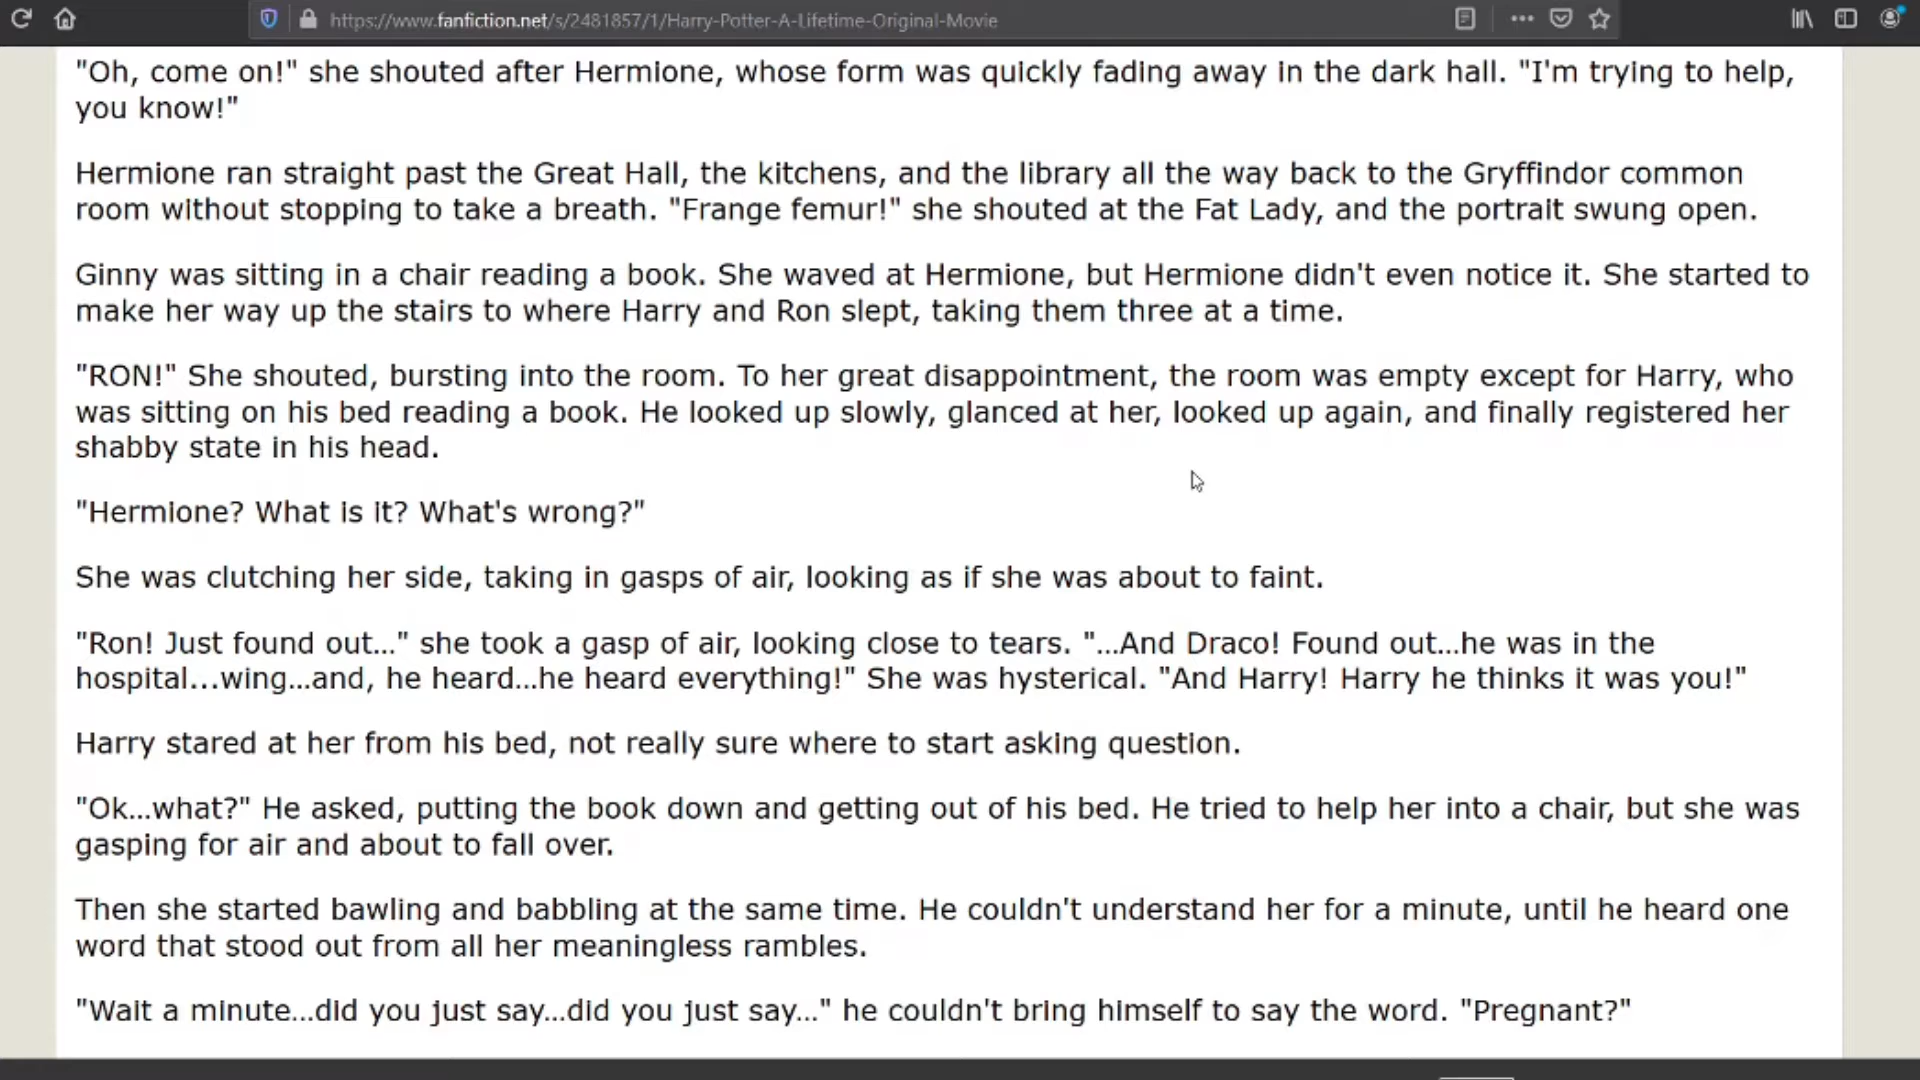 https://www.fanfiction.net/s/2481857/1/Harry-Potter-A-Lifetime-Original-Movie
"Oh, come on!" she shouted after Hermione, whose form was quickly fading away in the dark hall. "I'm trying to help,
you know!"
Hermione ran straight past the Great Hall, the kitchens, and the library all the way back to the Gryffindor common
room without stopping to take a breath. "Frange femur!" she shouted at the Fat Lady, and the portrait swung open.
Ginny was sitting in a chair reading a book. She waved at Hermione, but Hermione didn't even notice it. She started to
make her way up the stairs to where Harry and Ron slept, taking them three at a time.
"RON!" She shouted, bursting into the room. To her great disappointment, the room was empty except for Harry, who
was sitting on his bed reading a book. He looked up slowly, glanced at her, looked up again, and finally registered her
shabby state in his head.
"Hermione? What is it? What's wrong?"
She was clutching her side, taking in gasps of air, looking as if she was about to faint.
"Ron! Just found out..." she took a gasp of air, looking close to tears. "...And Draco! Found out...he was in the
hospital...wing...and, he heard...he heard everything!" She was hysterical. "And Harry! Harry he thinks it was you!"
Harry stared at her from his bed, not really sure where to start asking question.
"Ok...what?" He asked, putting the book down and getting out of his bed. He tried to help her into a chair, but she was
gasping for air and about to fall over.
Then she started bawling and babbling at the same time. He couldn't understand her for a minute, until he heard one
word that stood out from all her meaningless rambles.
"Wait a minute...did you just say...did you just say..." he couldn't bring himself to say the word. "Pregnant?"